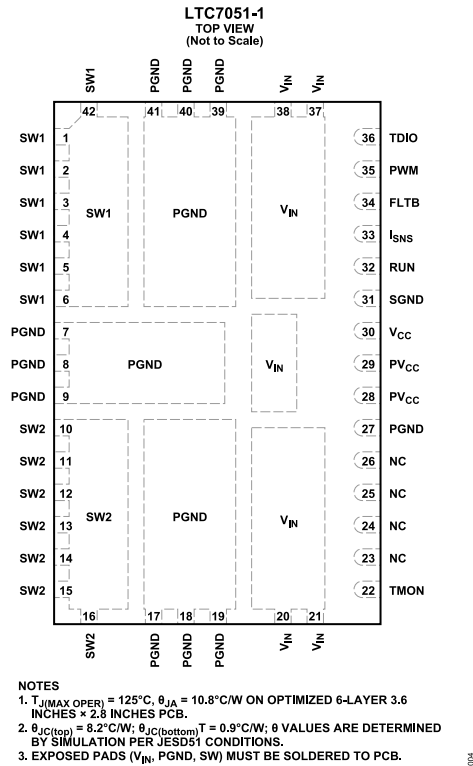 LTC7051-1
TOP VIEW
(Not to Scale)
SW1 PGND PGND PGND VIN VIN
42 41 40 39 38 37
SW1 1 36 TDIO
SW1 2 35 PWM
SW1 3 34 FLTB
SW1 PGND VIN
SW1 4 33 ISNS
SW1 5 32 RUN
SW1 6 31 SGND
PGND 7 30 VCC
PGND 8 PGND VIN 29 PVCC
PGND 9 28 PVCC
SW2 10 27 PGND
SW2 11 26 NC
SW2 12 25 NC
SW2 PGND VIN
SW2 13 24 NC
SW2 14 23 NC
SW2 15 22 TMON
16 17 18 19 20 21
SW2 PGND PGND PGND VIN VIN
NOTES
1. TJ(MAX OPER) = 125°C, θJA = 10.8°C/W ON OPTIMIZED 6-LAYER 3.6
INCHES × 2.8 INCHES PCB.
2. θJC(top) = 8.2°C/W; θJC(bottom)T = 0.9°C/W; θ VALUES ARE DETERMINED
BY SIMULATION PER JESD51 CONDITIONS.
3. EXPOSED PADS (VIN, PGND, SW) MUST BE SOLDERED TO PCB.
004